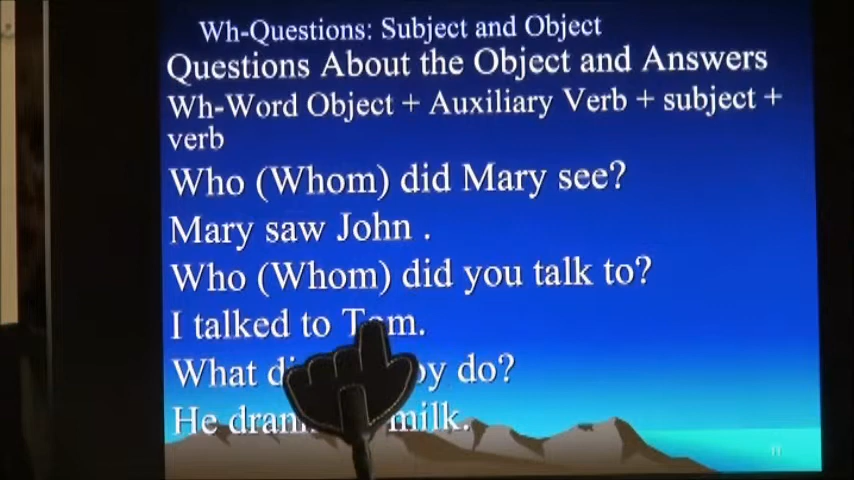 Wh-Questions: Subject and Object
Questions About the Object and Answers
Wh-Word Object + Auxiliary Verb + subject +
verb
Who (Whom) did Mary see?
Mary saw John .
Who (Whom) did you talk to?
I talked to Tom.
What do?
He milk.